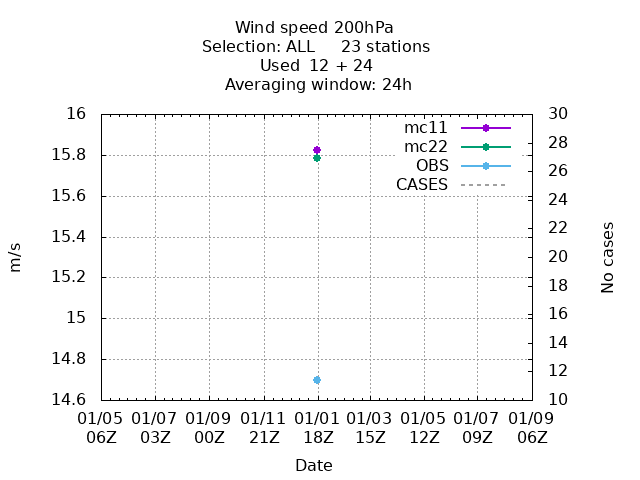 Wind speed 200hPa
Selection: ALL     23 stations
Used  12 + 24
Averaging window: 24h
mc11
mc22
OBS
CASES
16
15.8
15.6
15.4
15.2
15
14.8
14.6
m/s
30
28
26
24
22
20
18
16
14
12
10
No cases
01/05 01/07 01/09 01/11 01/01 01/03 01/05 01/07 01/09
06Z 03Z 00Z 21Z 18Z 15Z 12Z 09Z 06Z
Date